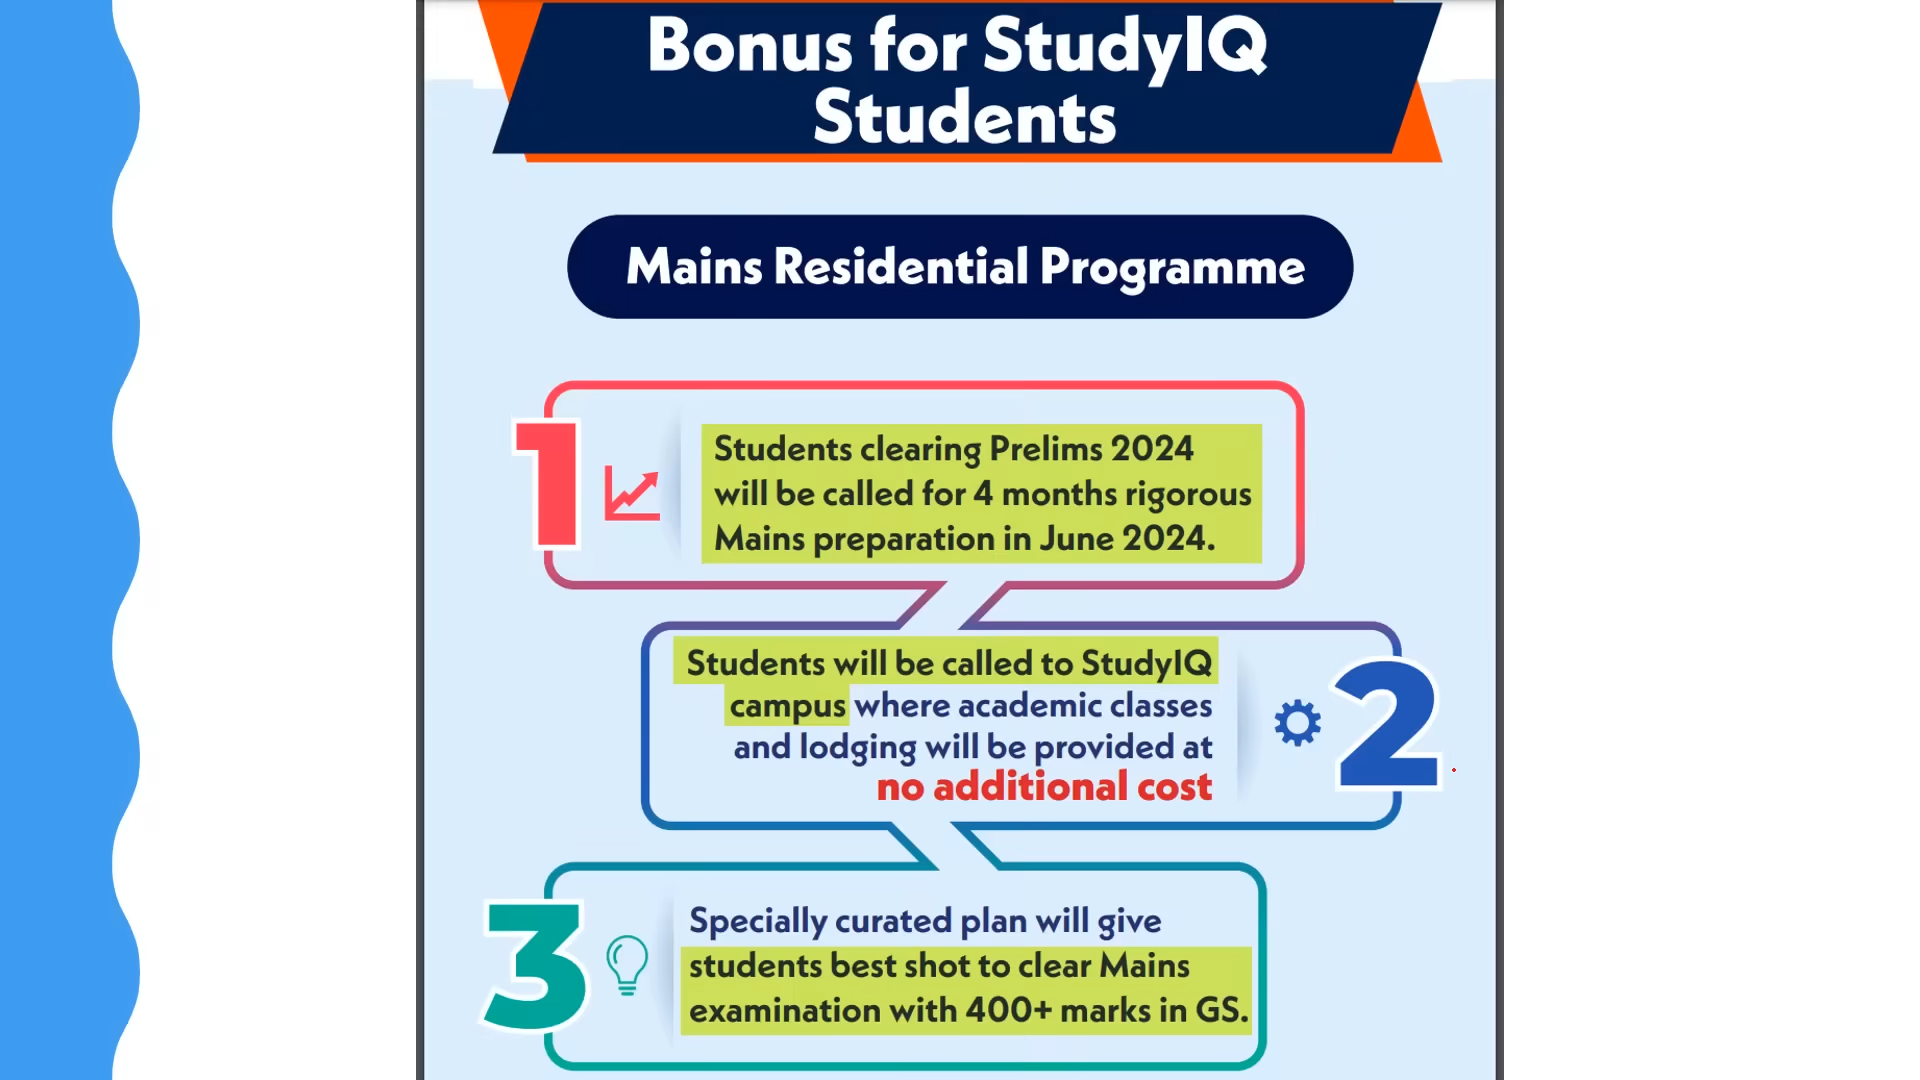 Bonus for StudyIQ
Students
Mains Residential Programme
1
Students clearing Prelims 2024
will be called for 4 months rigorous
Mains preparation in June 2024.
Students will be called to StudyIQ
campus where academic classes
and lodging will be provided at
no additional cost
2
3
Specially curated plan will give
students best shot to clear Mains
examination with 400+ marks in GS.